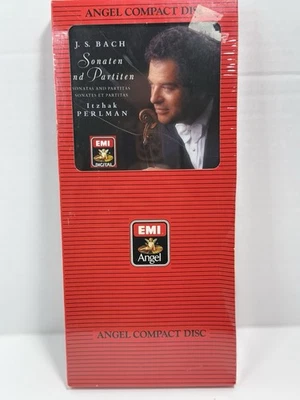 ANGEL COMPACT DISC
J. S. BACH
Sonaten
nd Partiten
SONATAS AND PARTITAS
SONATES ET PARTITAS
Itzhak
PERLMAN
EMI
DIGITAL
EMI
Angel
ANGEL COMPACT DISC